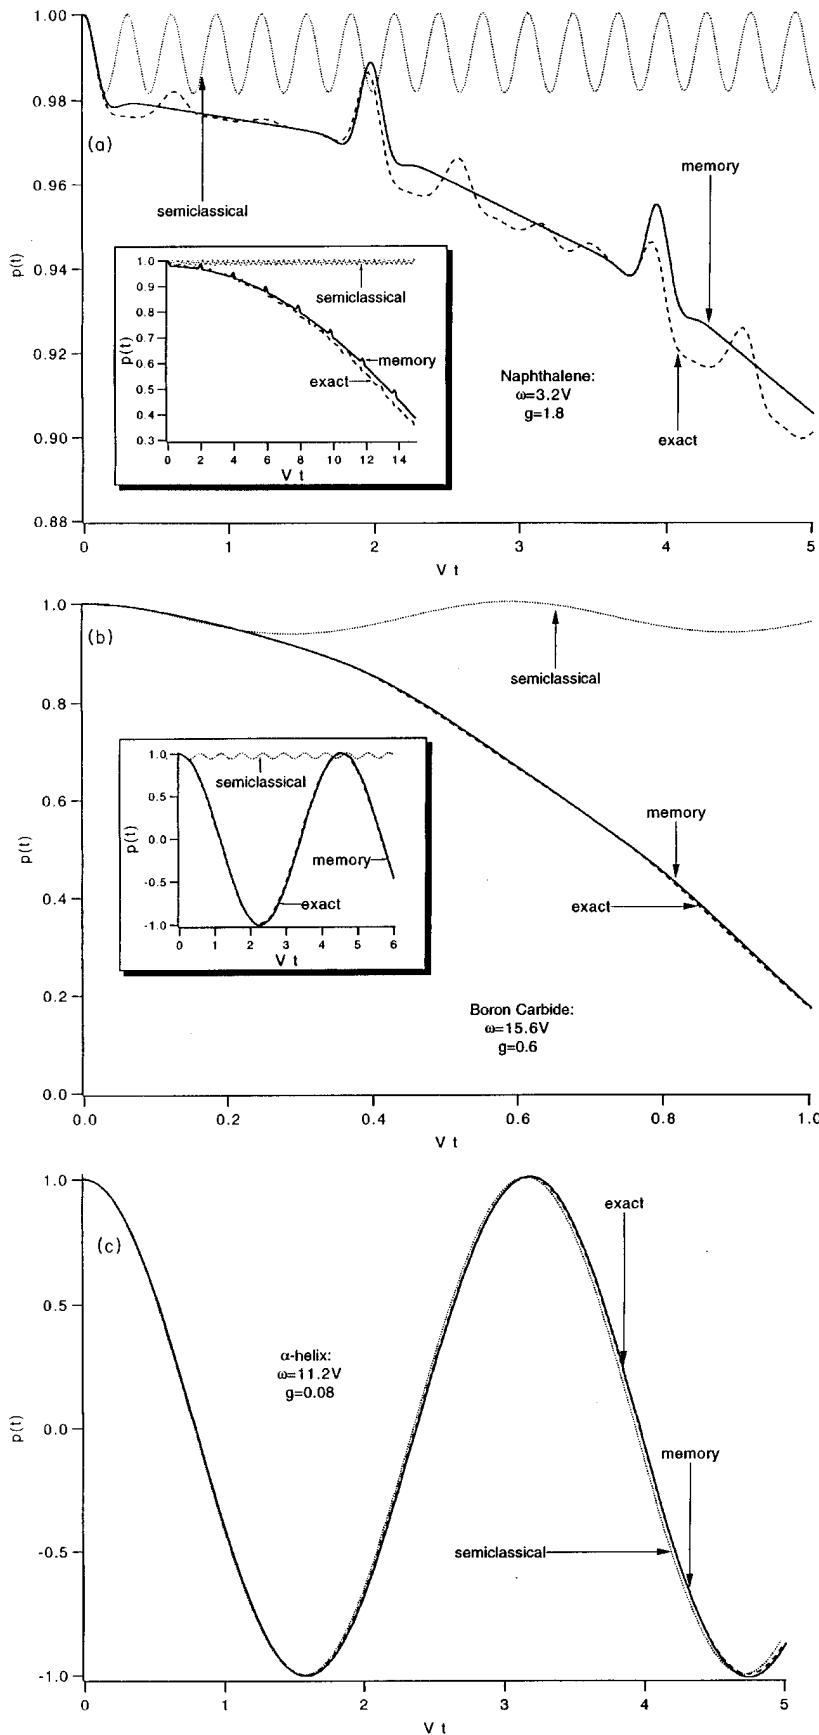 1.00
0.98
0.96
0.94
0.92
0.90
0.88
p(t)
(a)
semiclassical
memory
exact
Naphthalene:
ω=3.2V
g=1.8
1.0
0.9
0.8
0.7
0.6
0.5
0.4
0.3
p(t)
semiclassical
memory
exact
0 2 4 6 8 10 12 14
V t
0 1 2 3 4 5
V t
1.0
0.8
0.6
0.4
0.2
0.0
p(t)
(b)
semiclassical
memory
exact
Boron Carbide:
ω=15.6V
g=0.6
1.0
0.5
0.0
-0.5
-1.0
p(t)
semiclassical
memory
exact
0 1 2 3 4 5 6
V t
0.0 0.2 0.4 0.6 0.8 1.0
V t
1.0
0.5
0.0
-0.5
-1.0
p(t)
(c)
exact
α-helix:
ω=11.2V
g=0.08
memory
semiclassical
0 1 2 3 4 5
V t